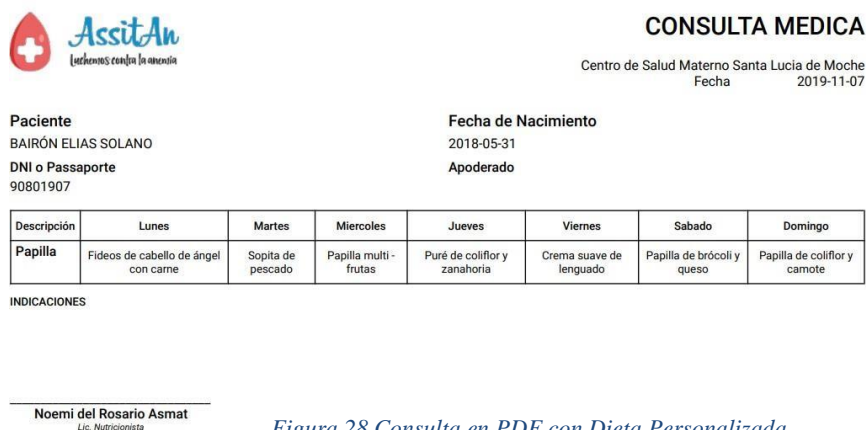 AssitAn
Luchemos contra la anemia
CONSULTA MEDICA
Centro de Salud Materno Santa Lucia de Moche
Fecha 2019-11-07
Paciente
BAIRÓN ELIAS SOLANO
DNI o Passaporte
90801907
Fecha de Nacimiento
2018-05-31
Apoderado
Descripción Lunes Martes Miercoles Jueves Viernes Sabado Domingo
Papilla Fideos de cabello de ángel Sopita de Papilla multi - Puré de coliflor y Crema suave de Papilla de brócoli y Papilla de coliflor y
con carne pescado frutas zanahoria lenguado queso camote
INDICACIONES
Noemi del Rosario Asmat
Lic. Nutricionista
Figura 28 Consulta en PDF con Dieta Personalizada